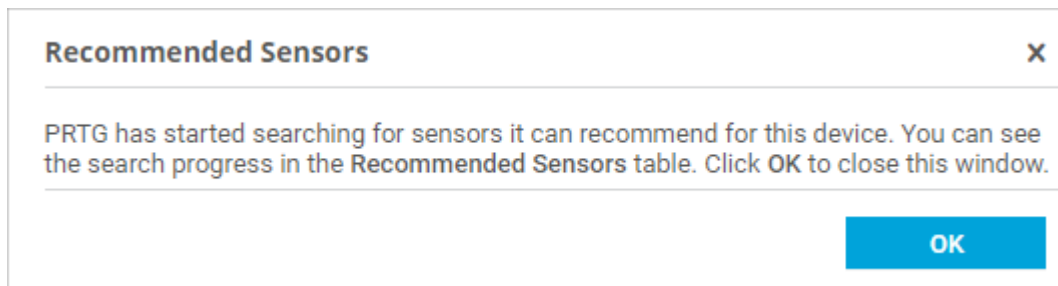 Recommended Sensors
PRTG has started searching for sensors it can recommend for this device. You can see
the search progress in the Recommended Sensors table. Click OK to close this window.
OK